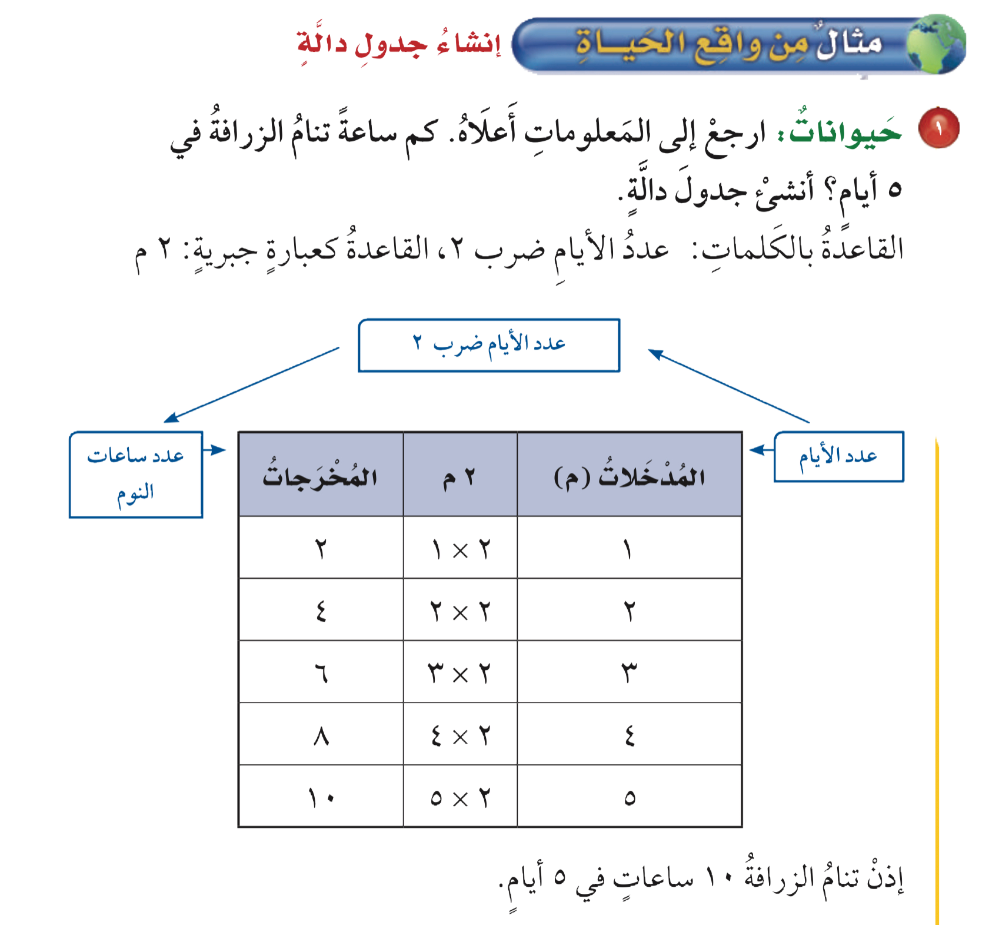 مثالٌ مِن واقِعِ الحَيـاةِ إنشاءُ جدولِ دالَّةٍ
١ حَيواناتٌ: ارجعْ إلى المَعلوماتِ أَعلَاهُ. كم ساعةً تنامُ الزرافةُ في
٥ أيامٍ؟ أنشئْ جدولَ دالَّةٍ.
القاعدةُ بالكَلماتِ: عددُ الأيامِ ضرب ٢، القاعدةُ كعبارةٍ جبريةٍ: ٢ م
عدد الأيام ضرب ٢
عدد الأيام
المُدْخَلاتُ (م) ٢ م المُخْرَجاتُ
عدد ساعات
النوم
١ ٢ × ١ ٢
٢ ٢ × ٢ ٤
٣ ٢ × ٣ ٦
٤ ٢ × ٤ ٨
٥ ٢ × ٥ ١٠
إذنْ تنامُ الزرافةُ ١٠ ساعاتٍ في ٥ أيامٍ.